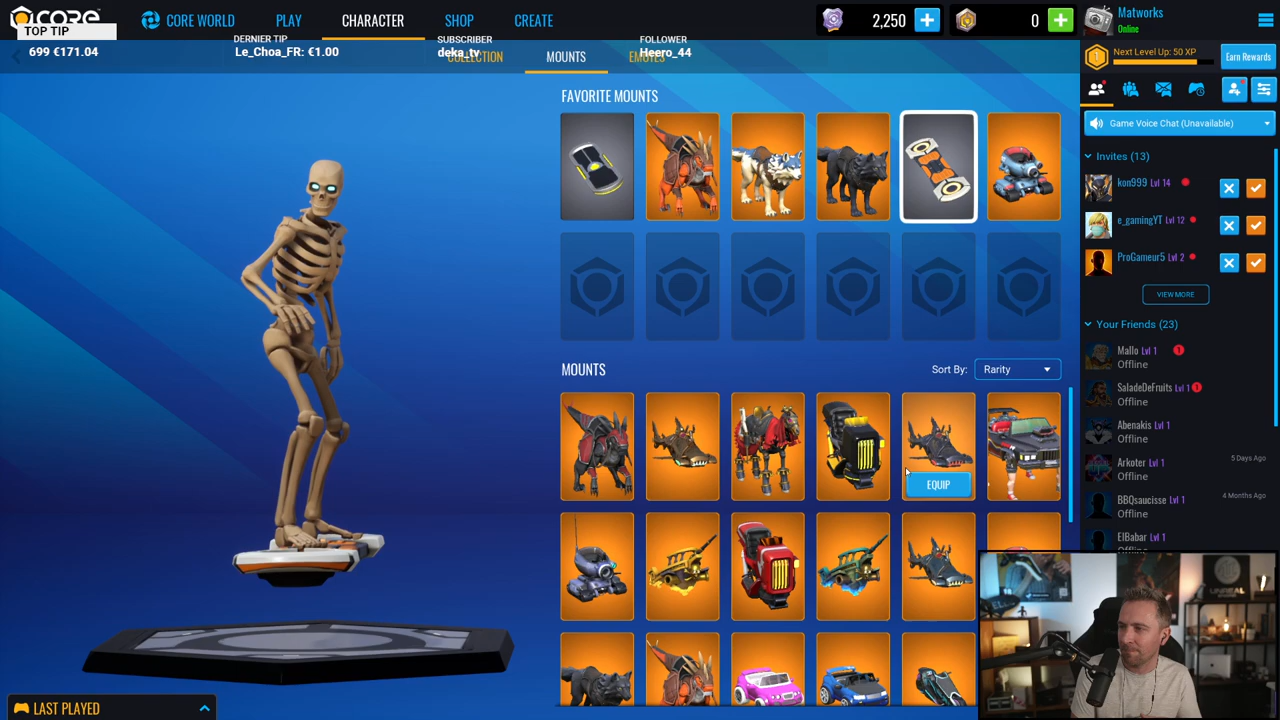 CORE
CORE WORLD
PLAY
CHARACTER
SHOP
CREATE
2,250
0
Matworks
Online
TOP TIP
699 €171.04
DERNIER TIP
Le_Choa_FR: €1.00
SUBSCRIBER
deka_tv
FOLLOWER
Heero_44
COLLECTION
MOUNTS
EMOTES
Next Level Up: 50 XP
Earn Rewards
Game Voice Chat (Unavailable)
FAVORITE MOUNTS
Invites (13)
kon999 Lvl 14
e_gamingYT Lvl 12
ProGameur5 Lvl 2
VIEW MORE
Your Friends (23)
Mallo Lvl 1
1
Offline
SaladeDeFruits Lvl 1
1
Offline
Abenakis Lvl 1
Offline
Arkoter Lvl 1
5 Days Ago
Offline
BBQsaucisse Lvl 1
4 Months Ago
Offline
ElBabar Lvl 1
MOUNTS
Sort By:
Rarity
EQUIP
LAST PLAYED